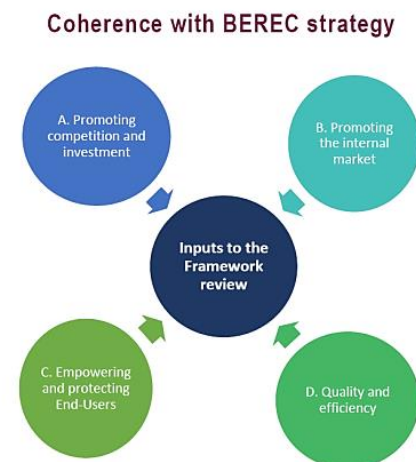 Coherence with BEREC strategy
A. Promoting
competition and
investment
B. Promoting
the internal
market
Inputs to the
Framework
review
C. Empowering
and protecting
End-Users
D. Quality and
efficiency